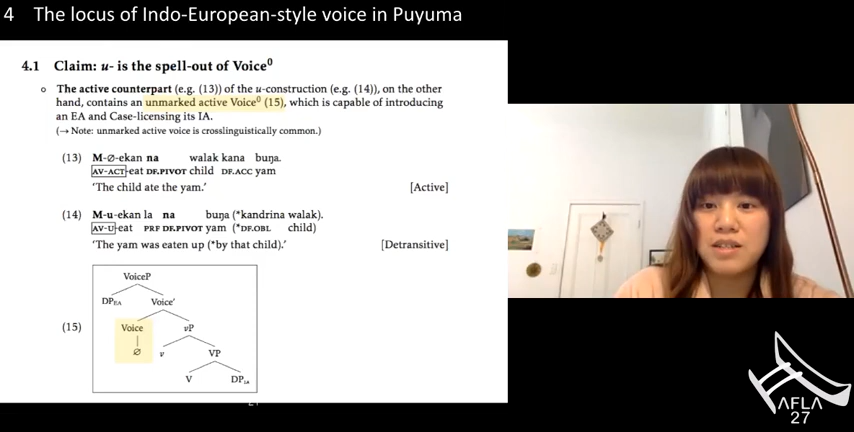 4 The locus of Indo-European-style voice in Puyuma
4.1 Claim: u- is the spell-out of Voice⁰
o The active counterpart (e.g. (13)) of the u-construction (e.g. (14)), on the other
hand, contains an unmarked active Voice⁰ (15), which is capable of introducing
an EA and Case-licensing its IA.
(→ Note: unmarked active voice is crosslinguistically common.)
(13) M-Ø-ekan na walak kana buŋa.
AV-ACT-eat DF.PIVOT child DF.ACC yam
‘The child ate the yam.’ [Active]
(14) M-u-ekan la na buŋa (*kandrina walak).
AV-U-eat PRF DF.PIVOT yam (*DF.OBL child)
‘The yam was eaten up (*by that child).’ [Detransitive]
(15)
VoiceP
DP_EA Voice'
Voice vP
Ø v VP
V DP_IA
AFLA
27